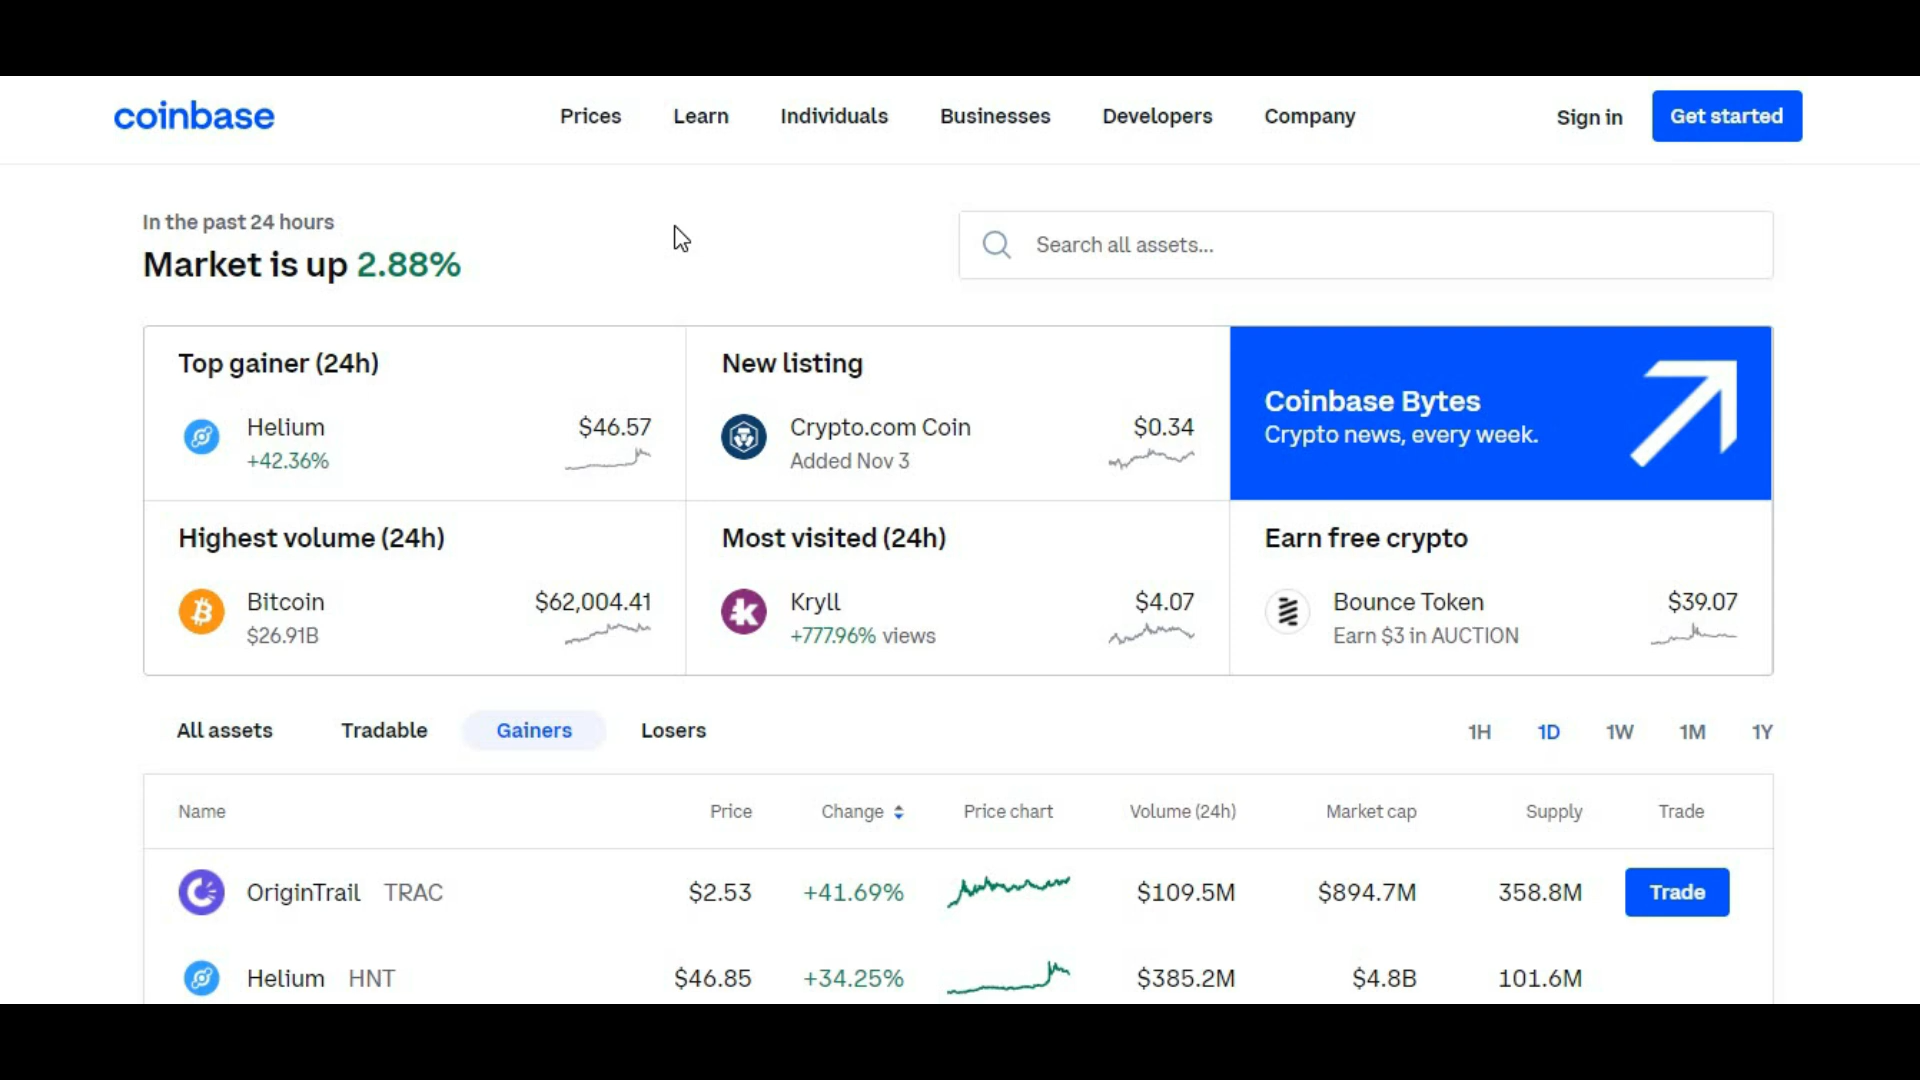 coinbase
Prices
Learn
Individuals
Businesses
Developers
Company
Sign in
Get started
In the past 24 hours
Market is up 2.88%
Search all assets...
Top gainer (24h)
Helium
$46.57
+42.36%
New listing
Crypto.com Coin
$0.34
Added Nov 3
Coinbase Bytes
Crypto news, every week.
Highest volume (24h)
Bitcoin
$62,004.41
$26.91B
Most visited (24h)
Kryll
$4.07
+777.96% views
Earn free crypto
Bounce Token
$39.07
Earn $3 in AUCTION
All assets
Tradable
Gainers
Losers
1H
1D
1W
1M
1Y
Name
Price
Change
Price chart
Volume (24h)
Market cap
Supply
Trade
OriginTrail TRAC
$2.53
+41.69%
$109.5M
$894.7M
358.8M
Trade
Helium HNT
$46.85
+34.25%
$385.2M
$4.8B
101.6M